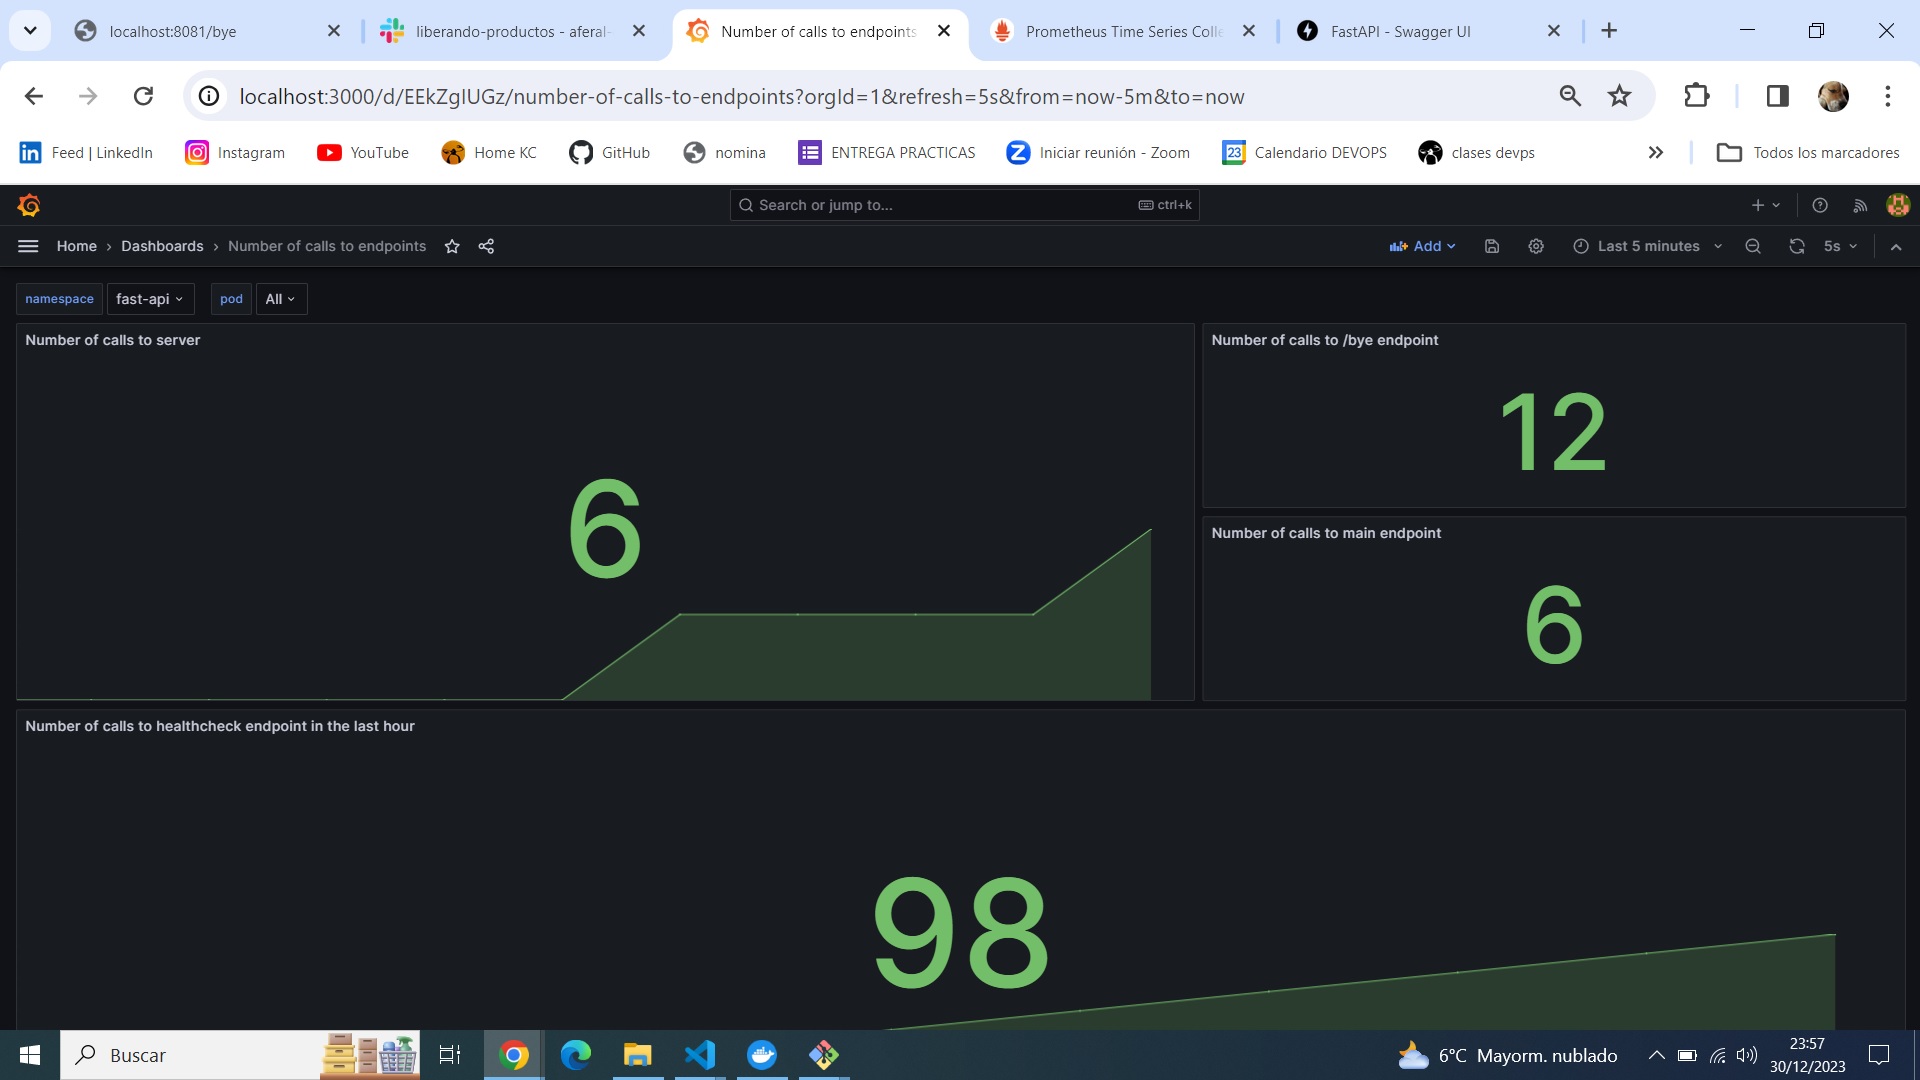 localhost:8081/bye
liberando-productos - aferal-
Number of calls to endpoints
Prometheus Time Series Colle
FastAPI - Swagger UI
localhost:3000/d/EEkZgIUGz/number-of-calls-to-endpoints?orgId=1&refresh=5s&from=now-5m&to=now
Feed | LinkedIn
Instagram
YouTube
Home KC
GitHub
nomina
ENTREGA PRACTICAS
Iniciar reunión - Zoom
23
Calendario DEVOPS
clases devps
Todos los marcadores
Search or jump to...
ctrl+k
Home › Dashboards › Number of calls to endpoints
Add
Last 5 minutes
5s
namespace
fast-api
pod
All
Number of calls to server
6
Number of calls to /bye endpoint
12
Number of calls to main endpoint
6
Number of calls to healthcheck endpoint in the last hour
98
Buscar
6°C Mayorm. nublado
23:57
30/12/2023